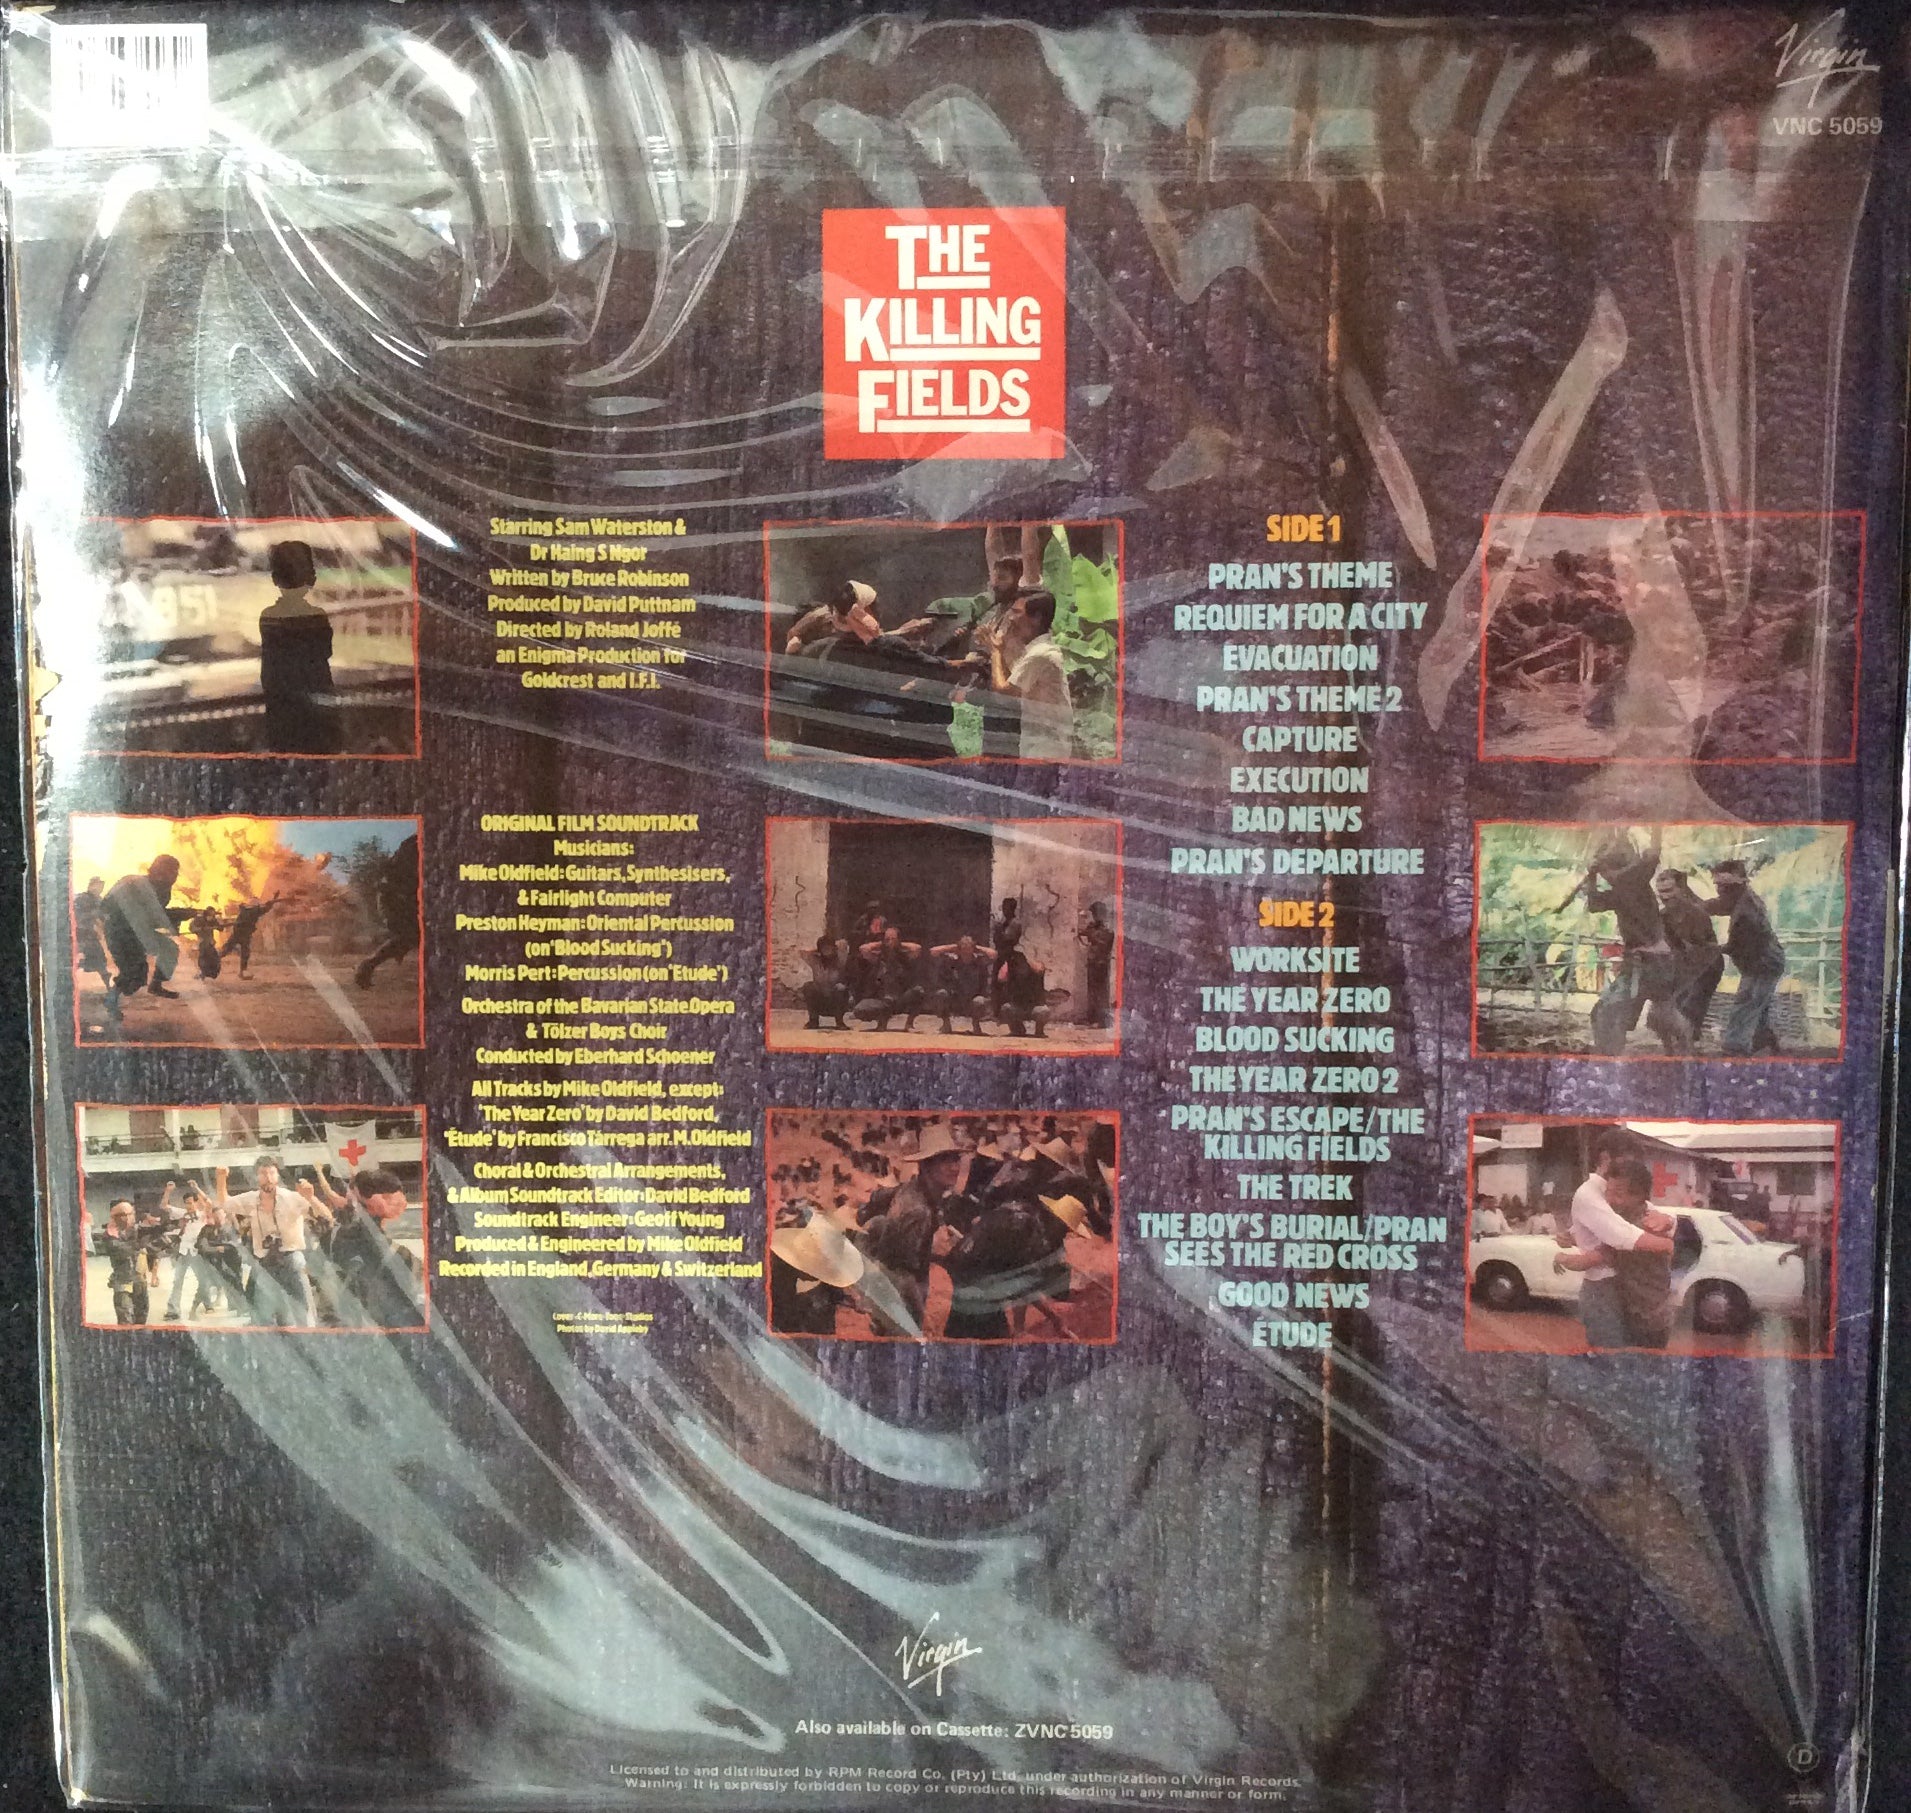 Virgin
VNC 5059
THE
KILLING
FIELDS
Starring Sam Waterston &
Dr Haing S Ngor
Written by Bruce Robinson
Produced by David Puttnam
Directed by Roland Joffé
an Enigma Production for
Goldcrest and I.F.I.
ORIGINAL FILM SOUNDTRACK
Musicians:
Mike Oldfield: Guitars, Synthesisers,
& Fairlight Computer
Preston Heyman: Oriental Percussion
(on 'Blood Sucking')
Morris Pert: Percussion (on 'Etude')
Orchestra of the Bavarian State Opera
& Tölzer Boys Choir
Conducted by Eberhard Schoener
All Tracks by Mike Oldfield, except:
'The Year Zero' by David Bedford,
'Etude' by Francisco Tárrega arr. M. Oldfield
Choral & Orchestral Arrangements,
& Album Soundtrack Editor: David Bedford
Soundtrack Engineer: Geoff Young
Produced & Engineered by Mike Oldfield
Recorded in England, Germany & Switzerland
Photos by David Appleby
SIDE 1
PRAN'S THEME
REQUIEM FOR A CITY
EVACUATION
PRAN'S THEME 2
CAPTURE
EXECUTION
BAD NEWS
PRAN'S DEPARTURE
SIDE 2
WORKSITE
THE YEAR ZERO
BLOOD SUCKING
THE YEAR ZERO 2
PRAN'S ESCAPE/THE
KILLING FIELDS
THE TREK
THE BOY'S BURIAL/PRAN
SEES THE RED CROSS
GOOD NEWS
ETUDE
851
Virgin
Also available on Cassette: ZVNC 5059
Licensed to and distributed by RPM Record Co. (Pty) Ltd. under authorization of Virgin Records.
Warning: It is expressly forbidden to copy or reproduce this recording in any manner or form.
D